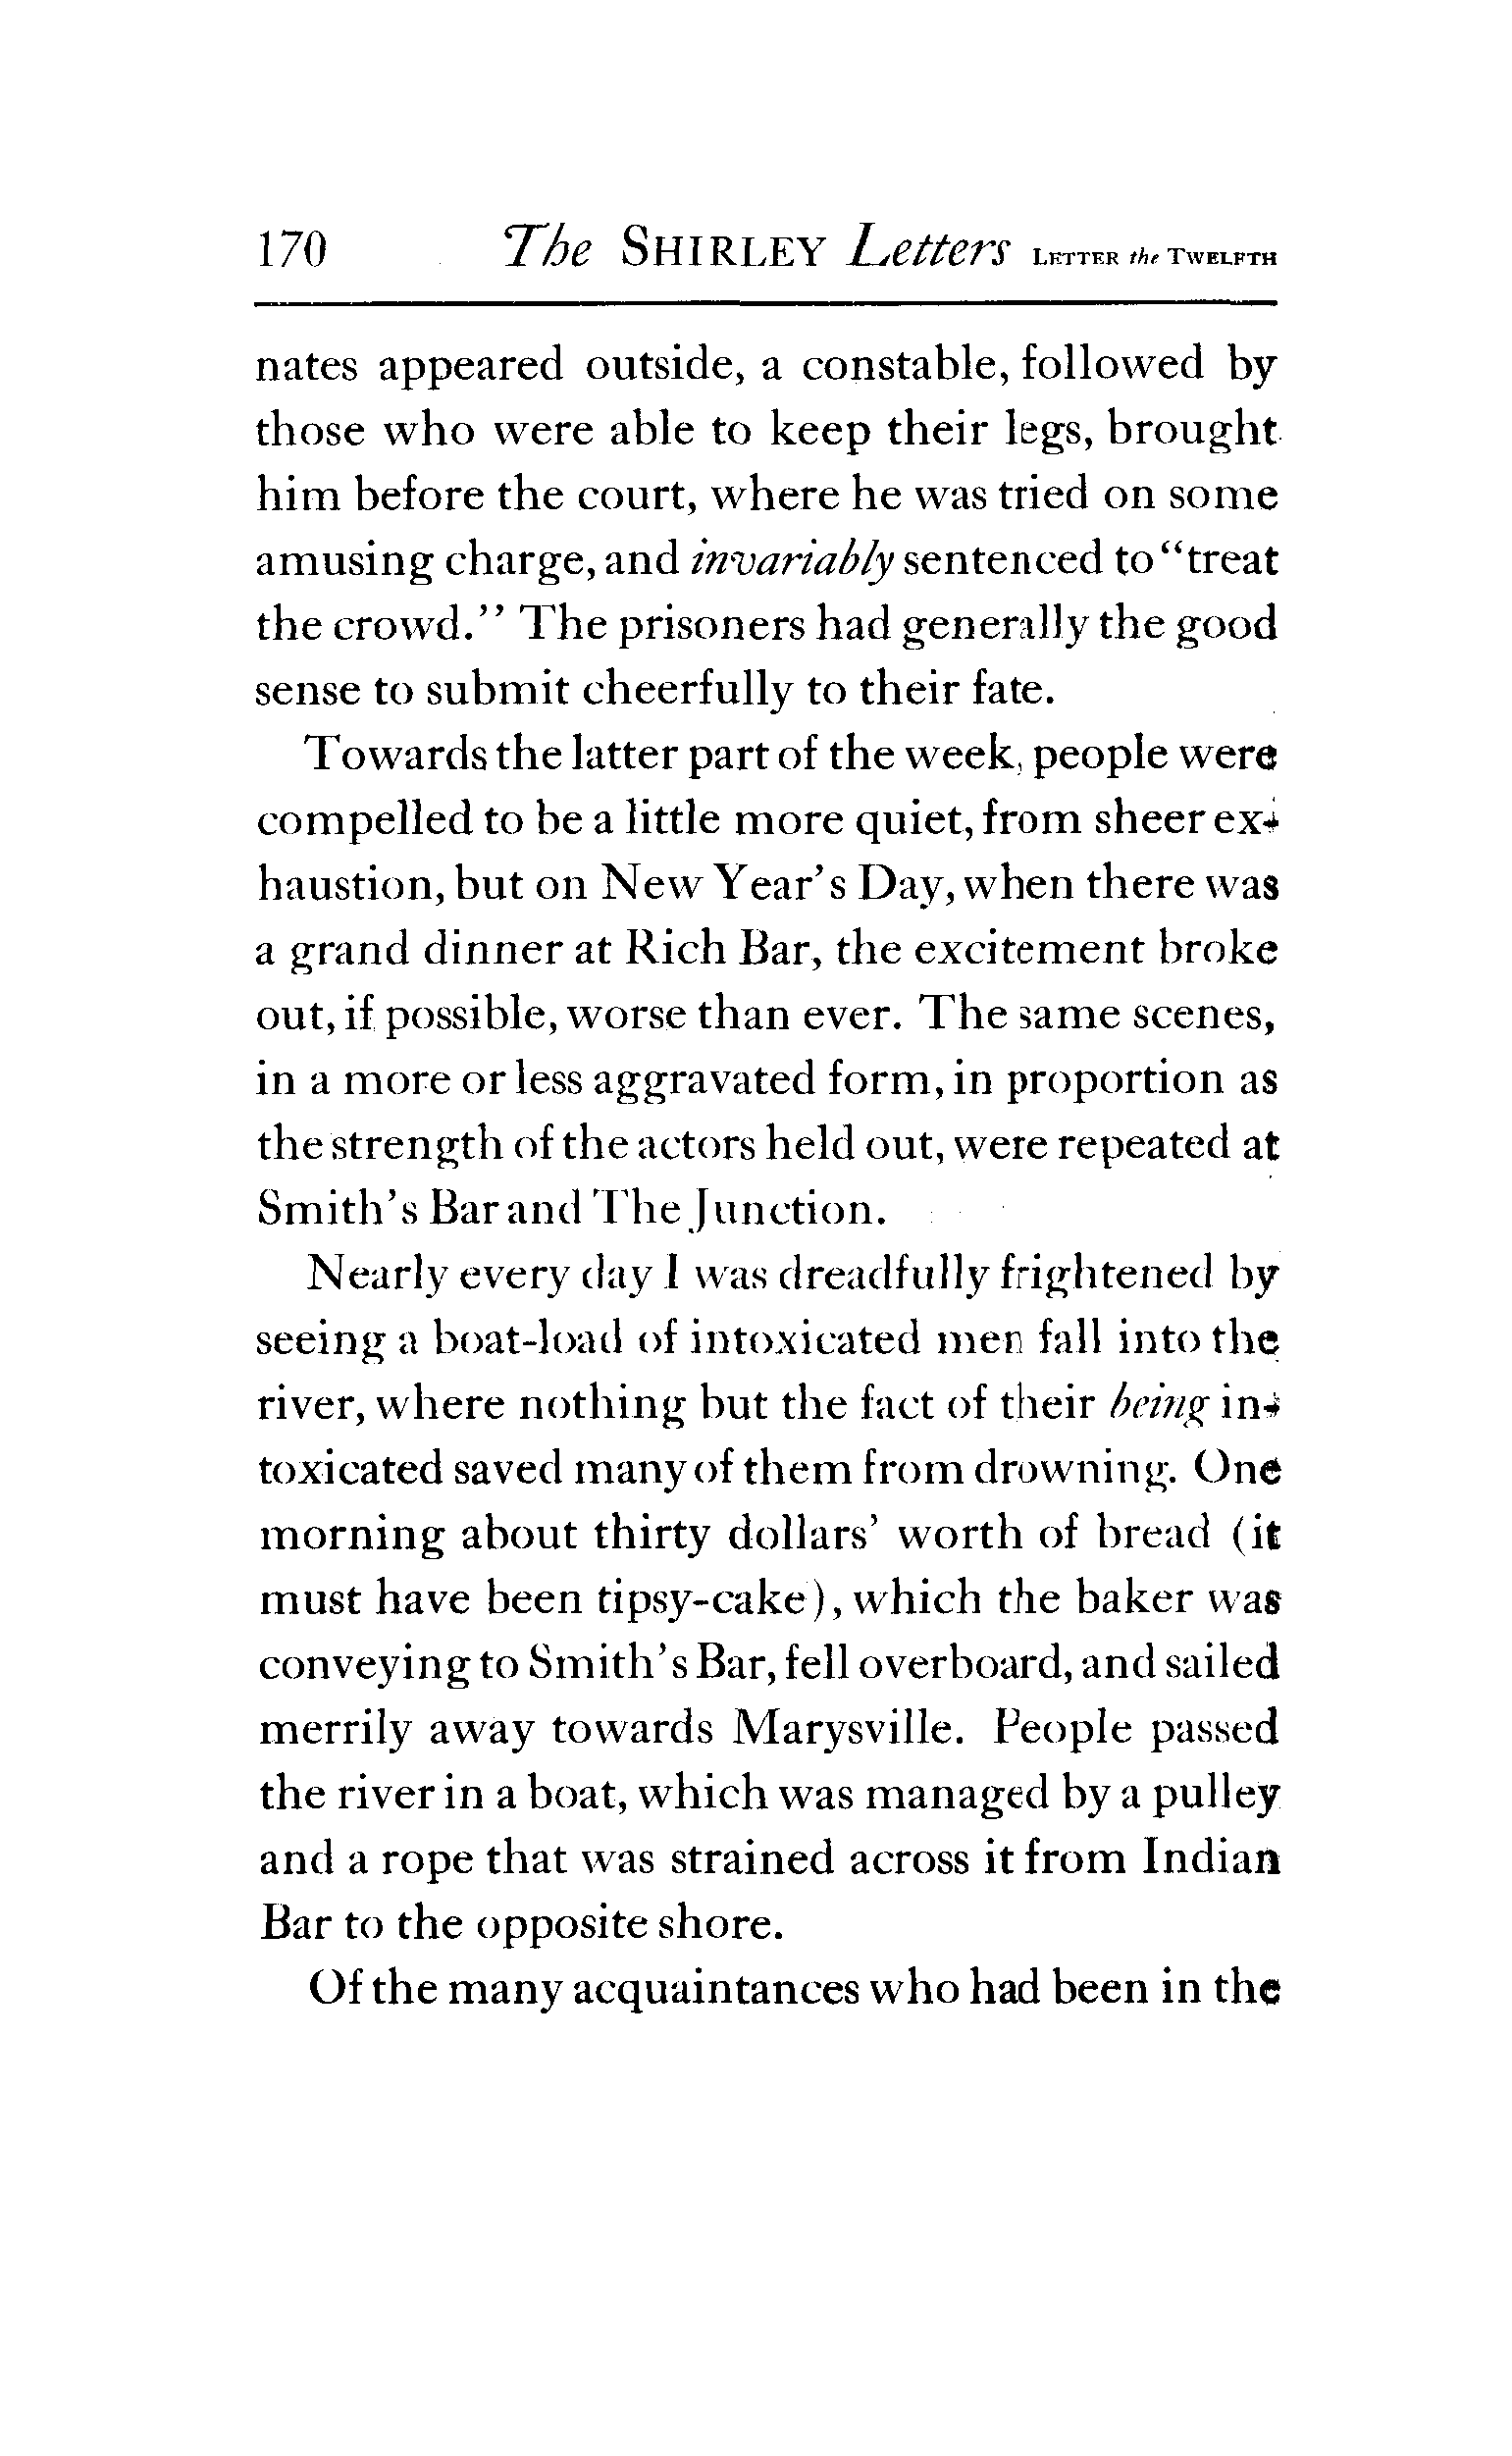 170 The SHIRLEY Letters LETTER the TWELFTH
nates appeared outside, a constable, followed by
those who were able to keep their legs, brought
him before the court, where he was tried on some
amusing charge, and invariably sentenced to “treat
the crowd.” The prisoners had generally the good
sense to submit cheerfully to their fate.
Towards the latter part of the week, people were
compelled to be a little more quiet, from sheer ex-
haustion, but on New Year’s Day, when there was
a grand dinner at Rich Bar, the excitement broke
out, if possible, worse than ever. The same scenes,
in a more or less aggravated form, in proportion as
the strength of the actors held out, were repeated at
Smith’s Bar and The Junction.
Nearly every day I was dreadfully frightened by
seeing a boat-load of intoxicated men fall into the
river, where nothing but the fact of their being in-
toxicated saved many of them from drowning. One
morning about thirty dollars’ worth of bread (it
must have been tipsy-cake), which the baker was
conveying to Smith’s Bar, fell overboard, and sailed
merrily away towards Marysville. People passed
the river in a boat, which was managed by a pulley
and a rope that was strained across it from Indian
Bar to the opposite shore.
Of the many acquaintances who had been in the